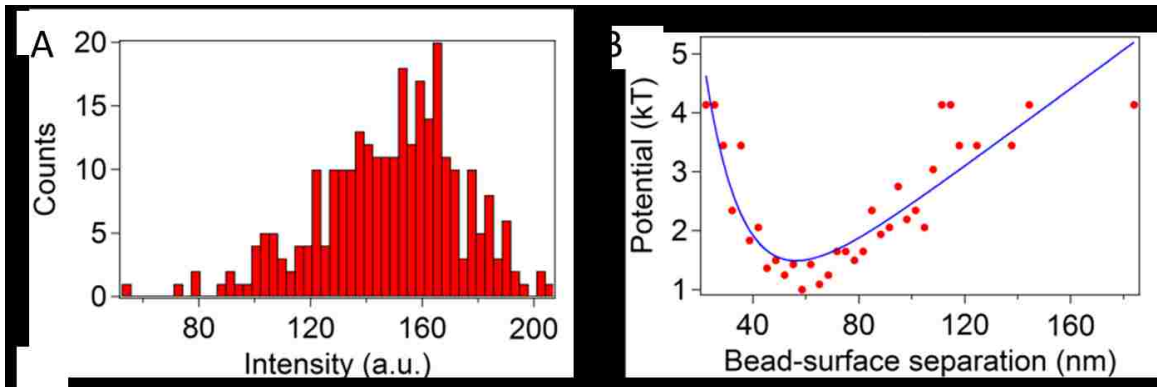 A
20
15
10
5
0
Counts
80 120 160 200
Intensity (a.u.)
B
5
4
3
2
1
Potential (kT)
40 80 120 160
Bead-surface separation (nm)